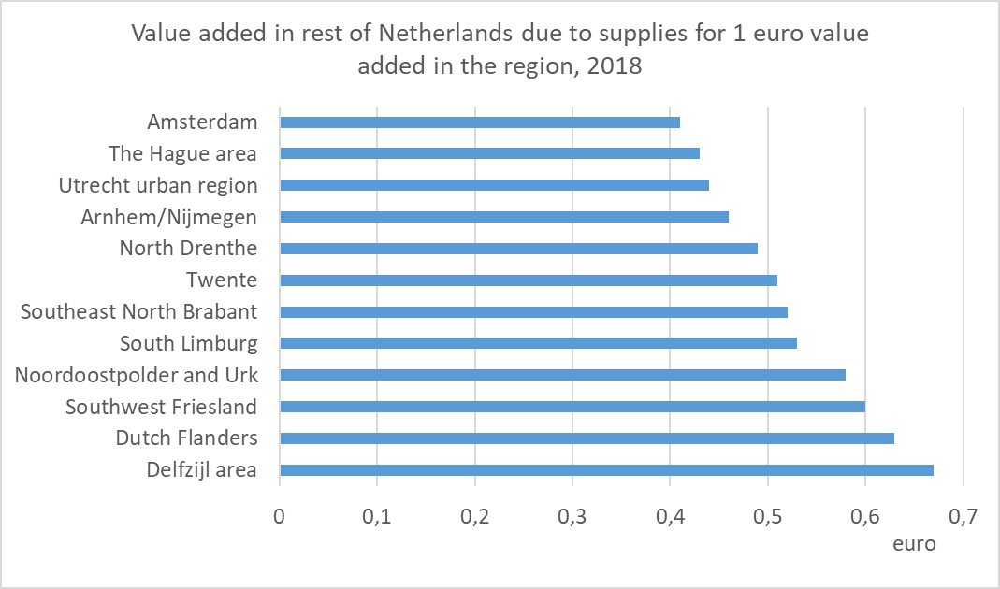 Value added in rest of Netherlands due to supplies for 1 euro value
added in the region, 2018
Amsterdam
The Hague area
Utrecht urban region
Arnhem/Nijmegen
North Drenthe
Twente
Southeast North Brabant
South Limburg
Noordoostpolder and Urk
Southwest Friesland
Dutch Flanders
Delfzijl area
0 0,1 0,2 0,3 0,4 0,5 0,6 0,7
euro